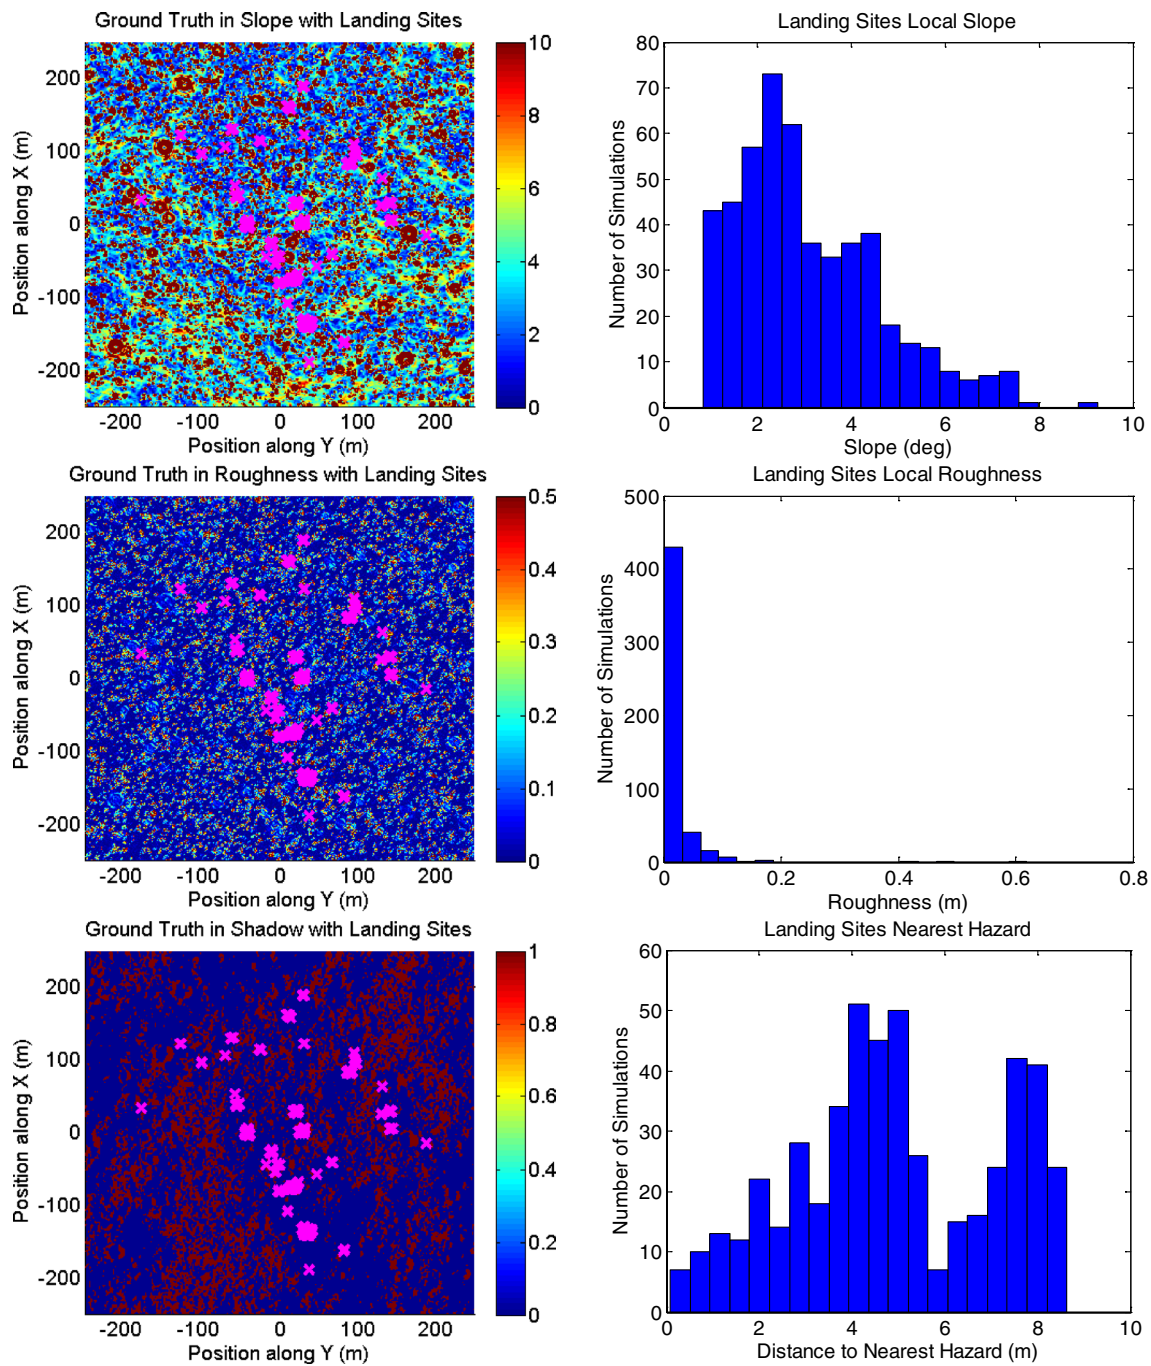 Ground Truth in Slope with Landing Sites
Position along X (m)
200
100
0
-100
-200
-200 -100 0 100 200
Position along Y (m)
10
8
6
4
2
0
Landing Sites Local Slope
Number of Simulations
80
70
60
50
40
30
20
10
0
0 2 4 6 8 10
Slope (deg)
Ground Truth in Roughness with Landing Sites
Position along X (m)
200
100
0
-100
-200
-200 -100 0 100 200
Position along Y (m)
0.5
0.4
0.3
0.2
0.1
0
Landing Sites Local Roughness
Number of Simulations
500
400
300
200
100
0
0 0.2 0.4 0.6 0.8
Roughness (m)
Ground Truth in Shadow with Landing Sites
Position along X (m)
200
100
0
-100
-200
-200 -100 0 100 200
Position along Y (m)
1
0.8
0.6
0.4
0.2
0
Landing Sites Nearest Hazard
Number of Simulations
60
50
40
30
20
10
0
0 2 4 6 8 10
Distance to Nearest Hazard (m)